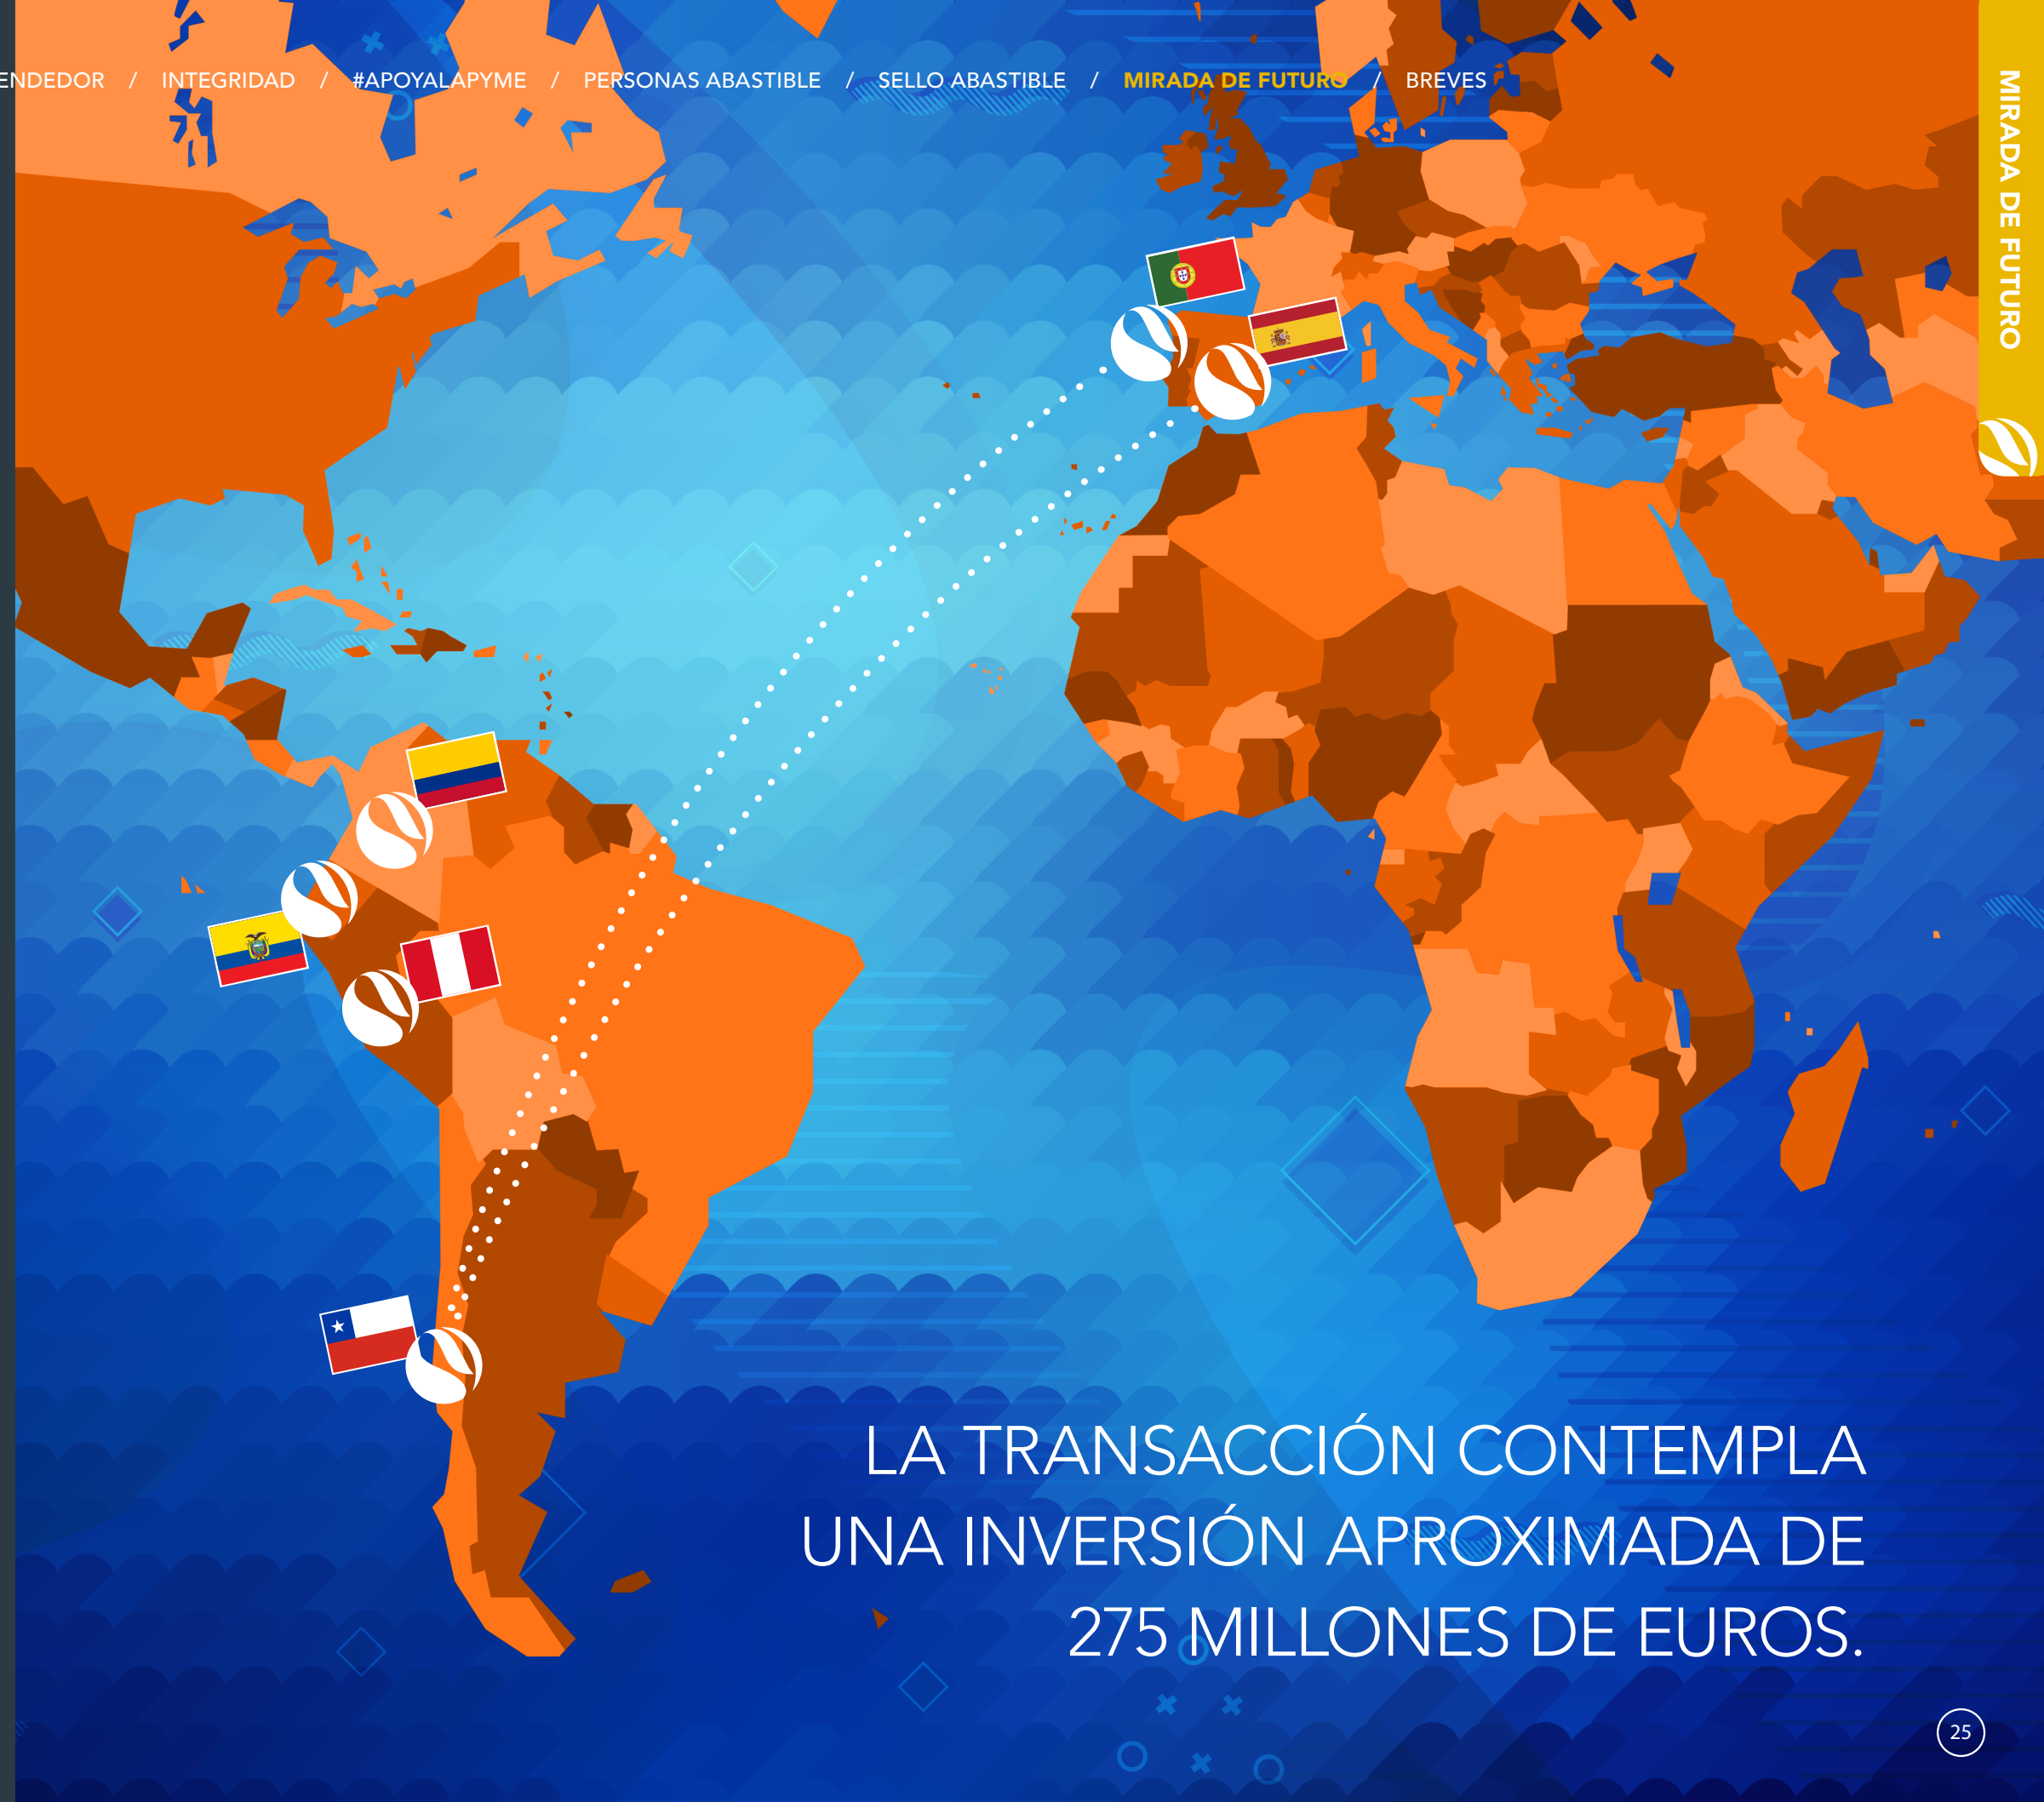 ENDEDOR / INTEGRIDAD / #APOYALAPYME / PERSONAS ABASTIBLE / SELLO ABASTIBLE / MIRADA DE FUTURO / BREVES
MIRADA DE FUTURO
LA TRANSACCIÓN CONTEMPLA
UNA INVERSIÓN APROXIMADA DE
275 MILLONES DE EUROS.
25